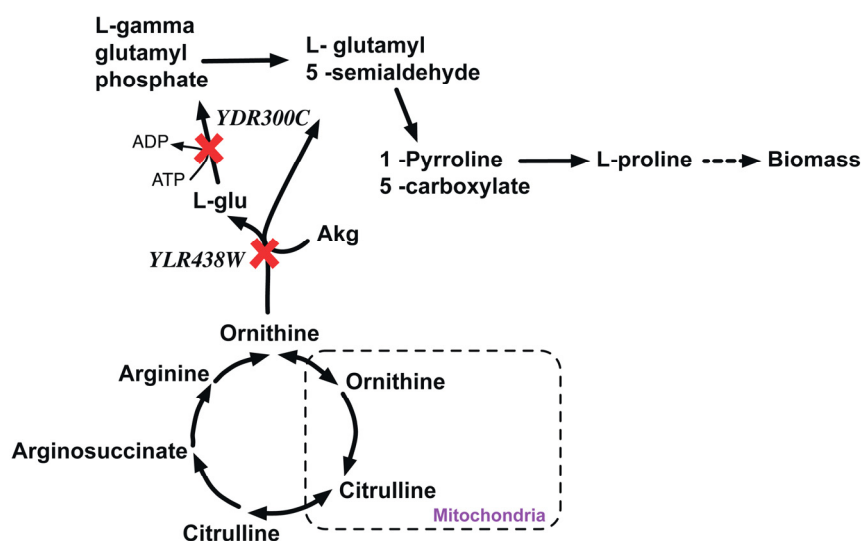 L-gamma
glutamyl
phosphate
L- glutamyl
5 -semialdehyde
YDR300C
ADP
ATP
1 -Pyrroline
5 -carboxylate
L-proline
Biomass
L-glu
Akg
YLR438W
Ornithine
Arginine
Ornithine
Arginosuccinate
Citrulline
Mitochondria
Citrulline